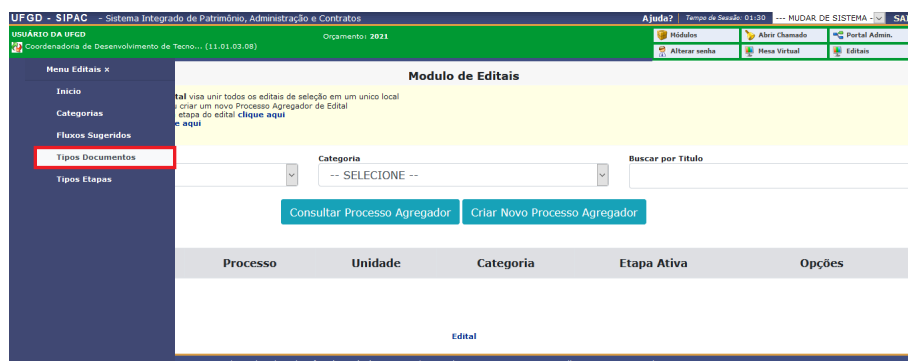 UFGD - SIPAC - Sistema Integrado de Patrimônio, Administração e Contratos
Ajuda? Tempo de Sessão: 01:30 --- MUDAR DE SISTEMA - SAI
USUÁRIO DA UFGD
Orçamento: 2021
Módulos Abrir Chamado Portal Admin.
Coordenadoria de Desenvolvimento de Tecno... (11.01.03.08)
Alterar senha Mesa Virtual Editais
Menu Editais ×
Inicio
Categorias
Fluxos Sugeridos
Tipos Documentos
Tipos Etapas
Modulo de Editais
tal visa unir todos os editais de seleção em um unico local
criar um novo Processo Agregador de Edital
etapa do edital clique aqui
e aqui
Categoria
Buscar por Titulo
-- SELECIONE --
Consultar Processo Agregador Criar Novo Processo Agregador
Processo Unidade Categoria Etapa Ativa Opções
Edital